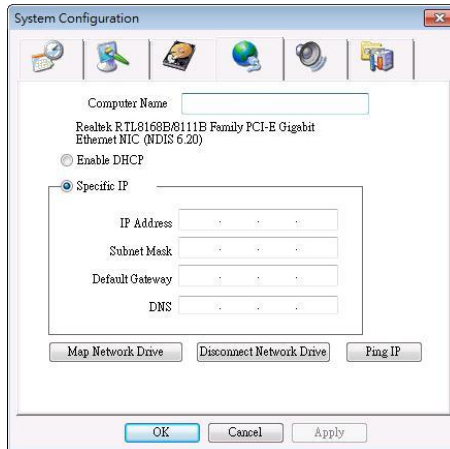 System Configuration
Computer Name
Realtek RTL8168B/8111B Family PCI-E Gigabit
Ethernet NIC (NDIS 6.20)
Enable DHCP
Specific IP
IP Address
Subnet Mask
Default Gateway
DNS
Map Network Drive Disconnect Network Drive Ping IP
OK Cancel Apply